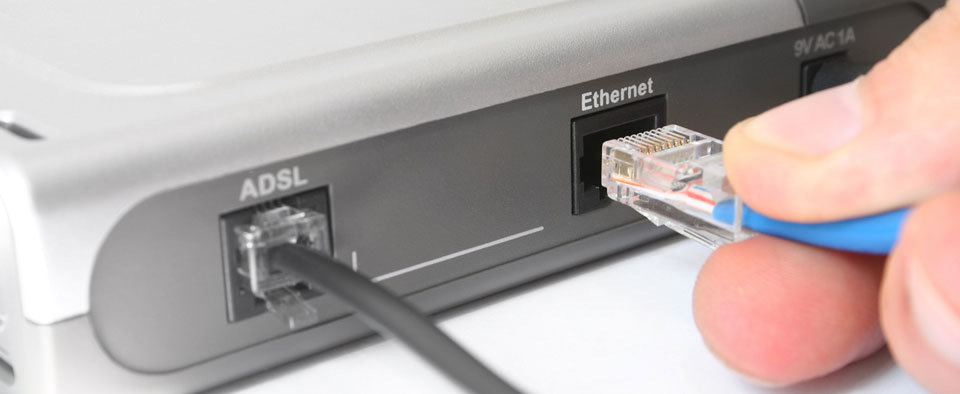 ADSL
Ethernet
9V AC 1A